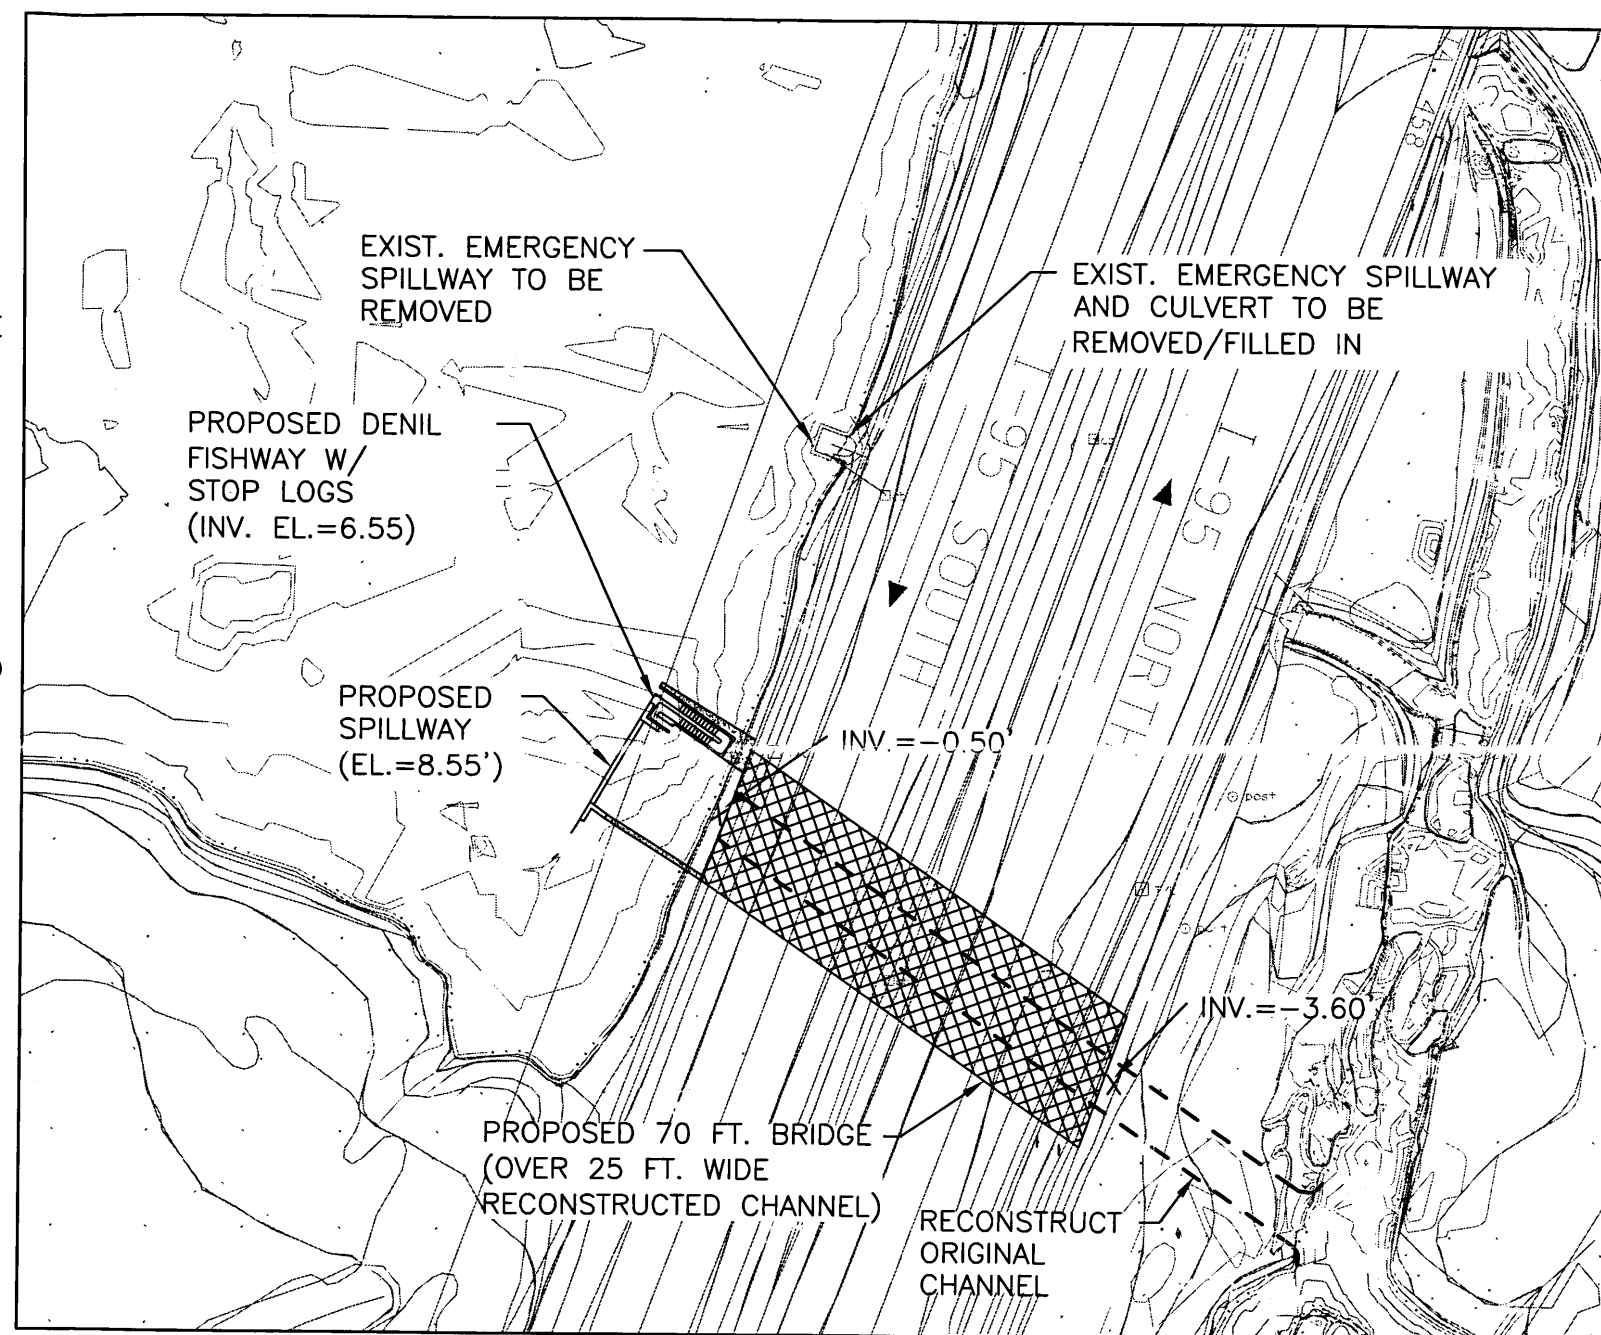 EXIST. EMERGENCY
SPILLWAY TO BE
REMOVED
EXIST. EMERGENCY SPILLWAY
AND CULVERT TO BE
REMOVED/FILLED IN
458
I-95 SOUTH
I-95 NORTH
PROPOSED DENIL
FISHWAY W/
STOP LOGS
(INV. EL.=6.55)
PROPOSED
SPILLWAY
(EL.=8.55')
INV.=-0.50'
post
INV.=-3.60'
PROPOSED 70 FT. BRIDGE
(OVER 25 FT. WIDE
RECONSTRUCTED CHANNEL)
RECONSTRUCT
ORIGINAL
CHANNEL